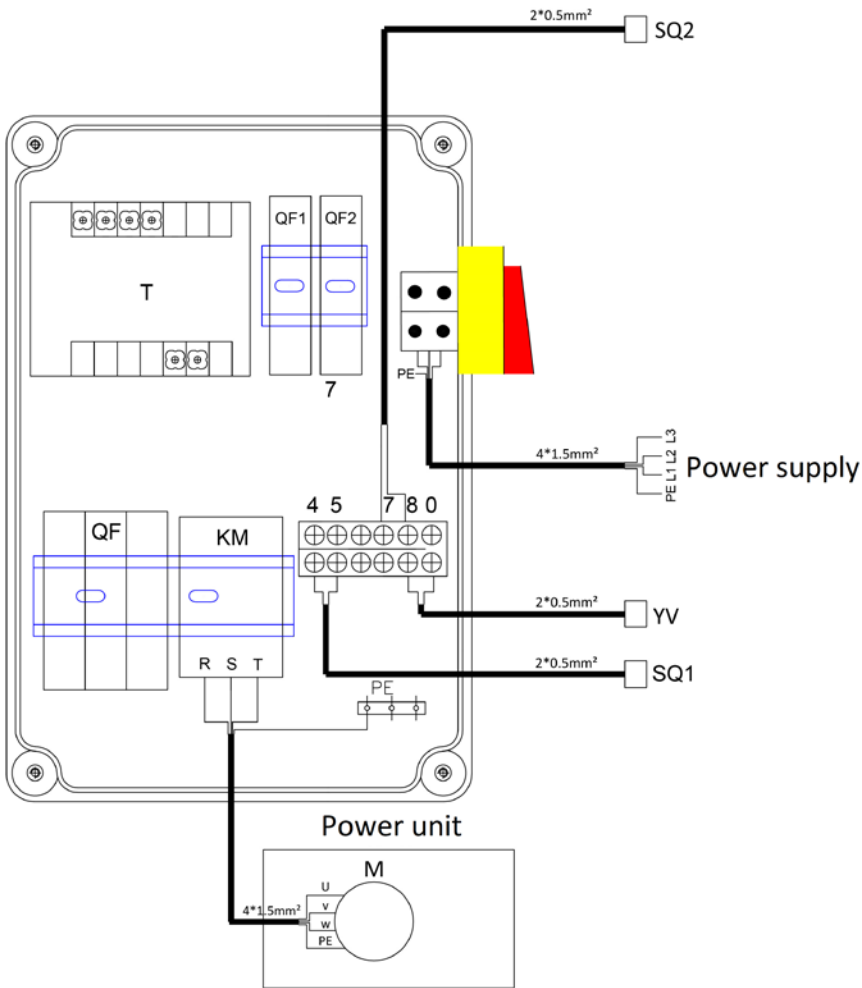 2*0.5mm²
SQ2
QF1 QF2
T
7
PE
4*1.5mm²
L3
L2
L1
PE
Power supply
4 5 7 8 0
QF
KM
2*0.5mm²
YV
R S T
2*0.5mm²
SQ1
PE
Power unit
M
U
V
W
PE
4*1.5mm²